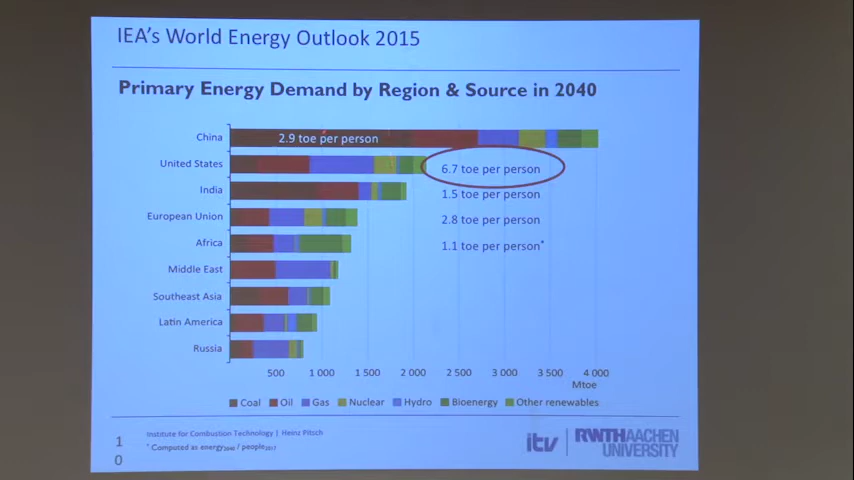 IEA's World Energy Outlook 2015
Primary Energy Demand by Region & Source in 2040
China 2.9 toe per person
United States 6.7 toe per person
India 1.5 toe per person
European Union 2.8 toe per person
Africa 1.1 toe per person*
Middle East
Southeast Asia
Latin America
Russia
500 1 000 1 500 2 000 2 500 3 000 3 500 4 000
Mtoe
Coal Oil Gas Nuclear Hydro Bioenergy Other renewables
Institute for Combustion Technology | Heinz Pitsch
* Computed as energy / people
1
0
itv RWTHAACHEN
UNIVERSITY